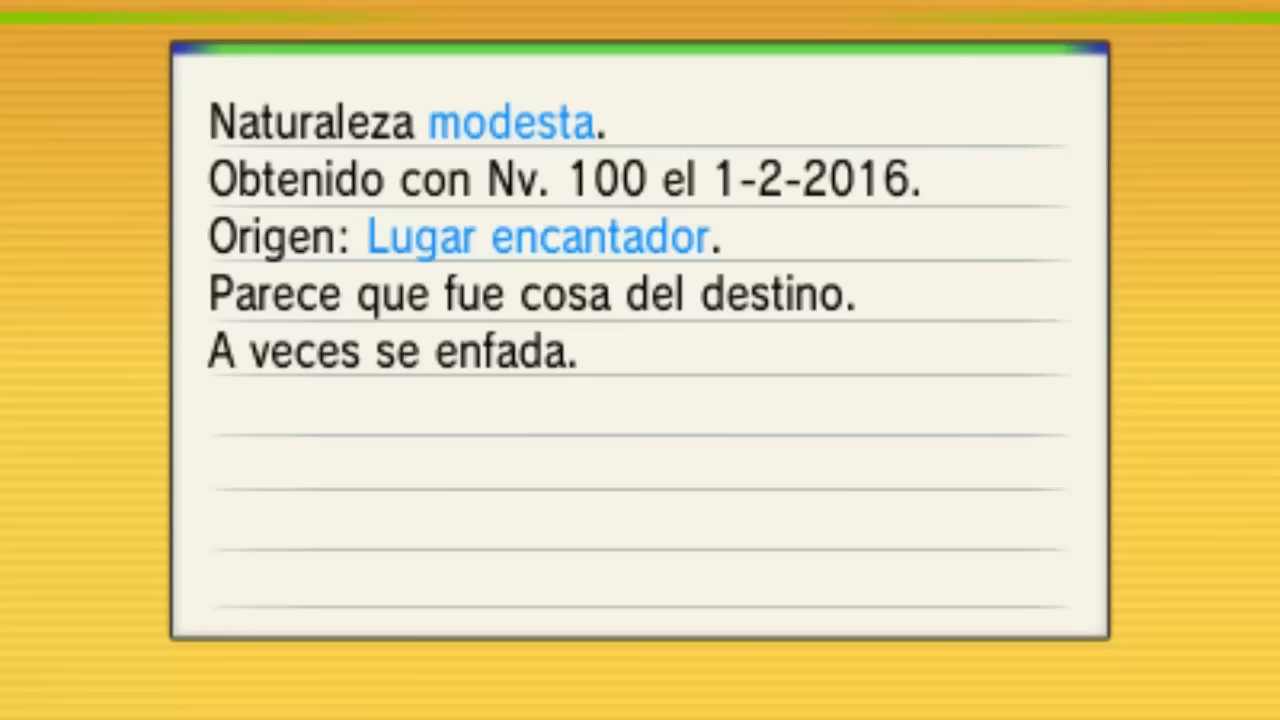 Naturaleza modesta.
Obtenido con Nv. 100 el 1-2-2016.
Origen: Lugar encantador.
Parece que fue cosa del destino.
A veces se enfada.